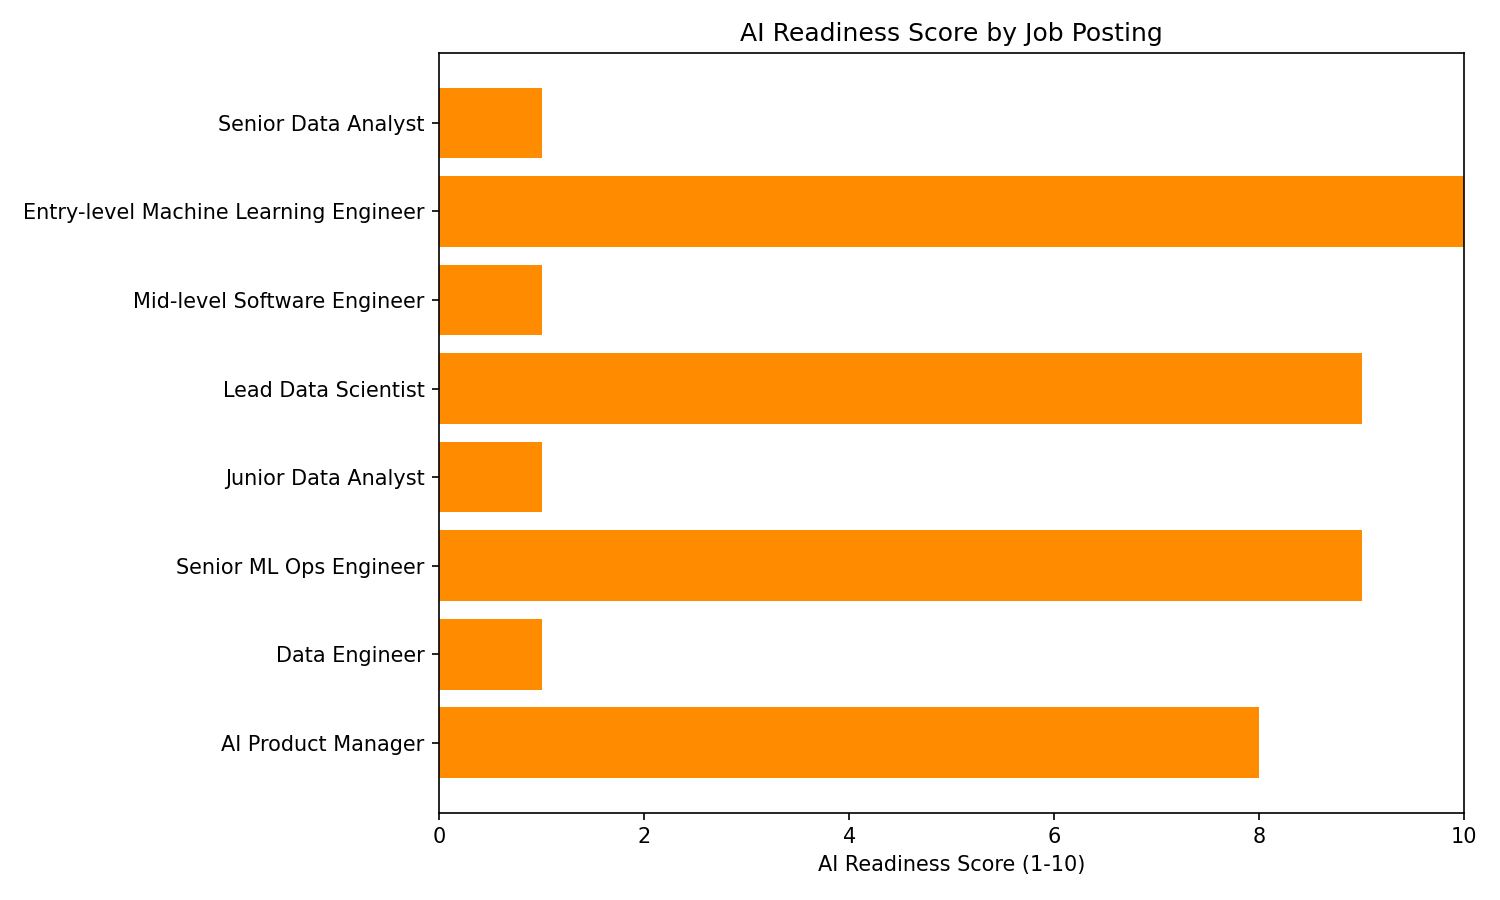 AI Readiness Score by Job Posting
Senior Data Analyst
Entry-level Machine Learning Engineer
Mid-level Software Engineer
Lead Data Scientist
Junior Data Analyst
Senior ML Ops Engineer
Data Engineer
AI Product Manager
0 2 4 6 8 10
AI Readiness Score (1-10)